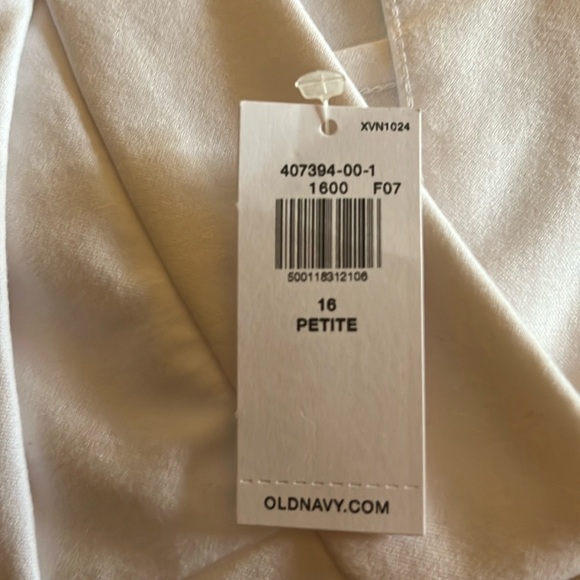 XVN1024
407394-00-1
1600 F07
500118312106
16
PETITE
OLDNAVY.COM